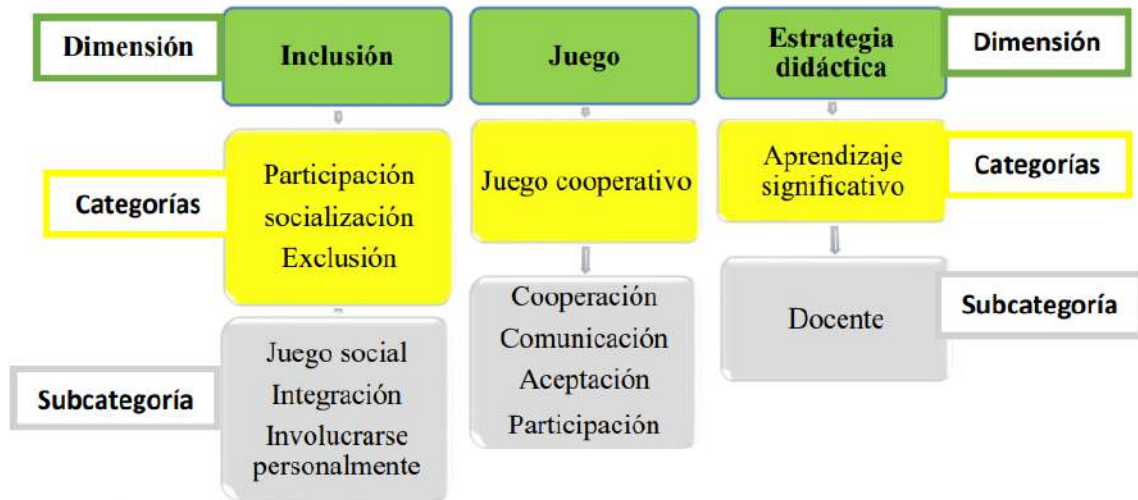 Dimensión
Inclusión
Juego
Estrategia
didáctica
Dimensión
Categorías
Participación
socialización
Exclusión
Juego cooperativo
Aprendizaje
significativo
Categorías
Subcategoría
Juego social
Integración
Involucrarse
personalmente
Cooperación
Comunicación
Aceptación
Participación
Docente
Subcategoría